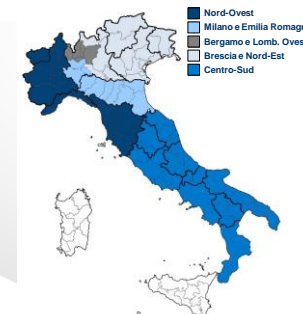 Nord-Ovest
Milano e Emilia Romagn
Bergamo e Lomb. Oves
Brescia e Nord-Est
Centro-Sud